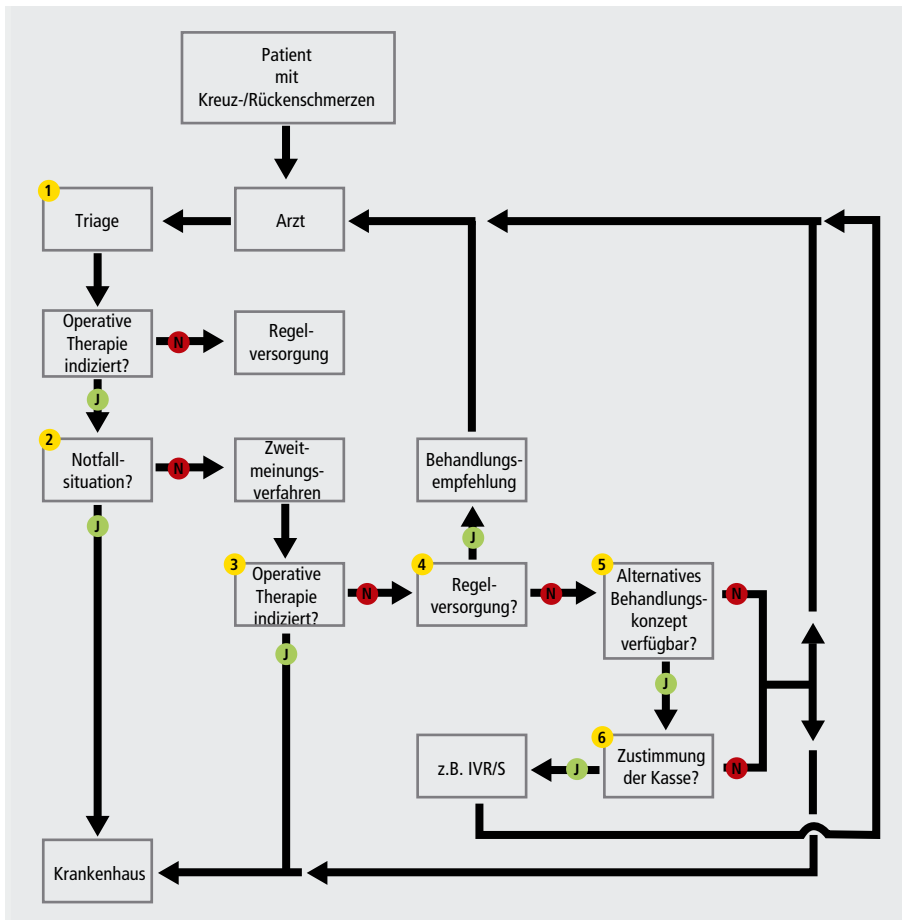 Patient
mit
Kreuz-/Rückenschmerzen
1
Triage
Arzt
Operative
Therapie
indiziert?
N
Regel-
versorgung
J
2
Notfall-
situation?
N
Zweit-
meinungs-
verfahren
Behandlungs-
empfehlung
J
J
3
Operative
Therapie
indiziert?
N
4
Regel-
versorgung?
N
5
Alternatives
Behandlungs-
konzept
verfügbar?
N
J
J
z.B. IVR/S
J
6
Zustimmung
der Kasse?
N
Krankenhaus